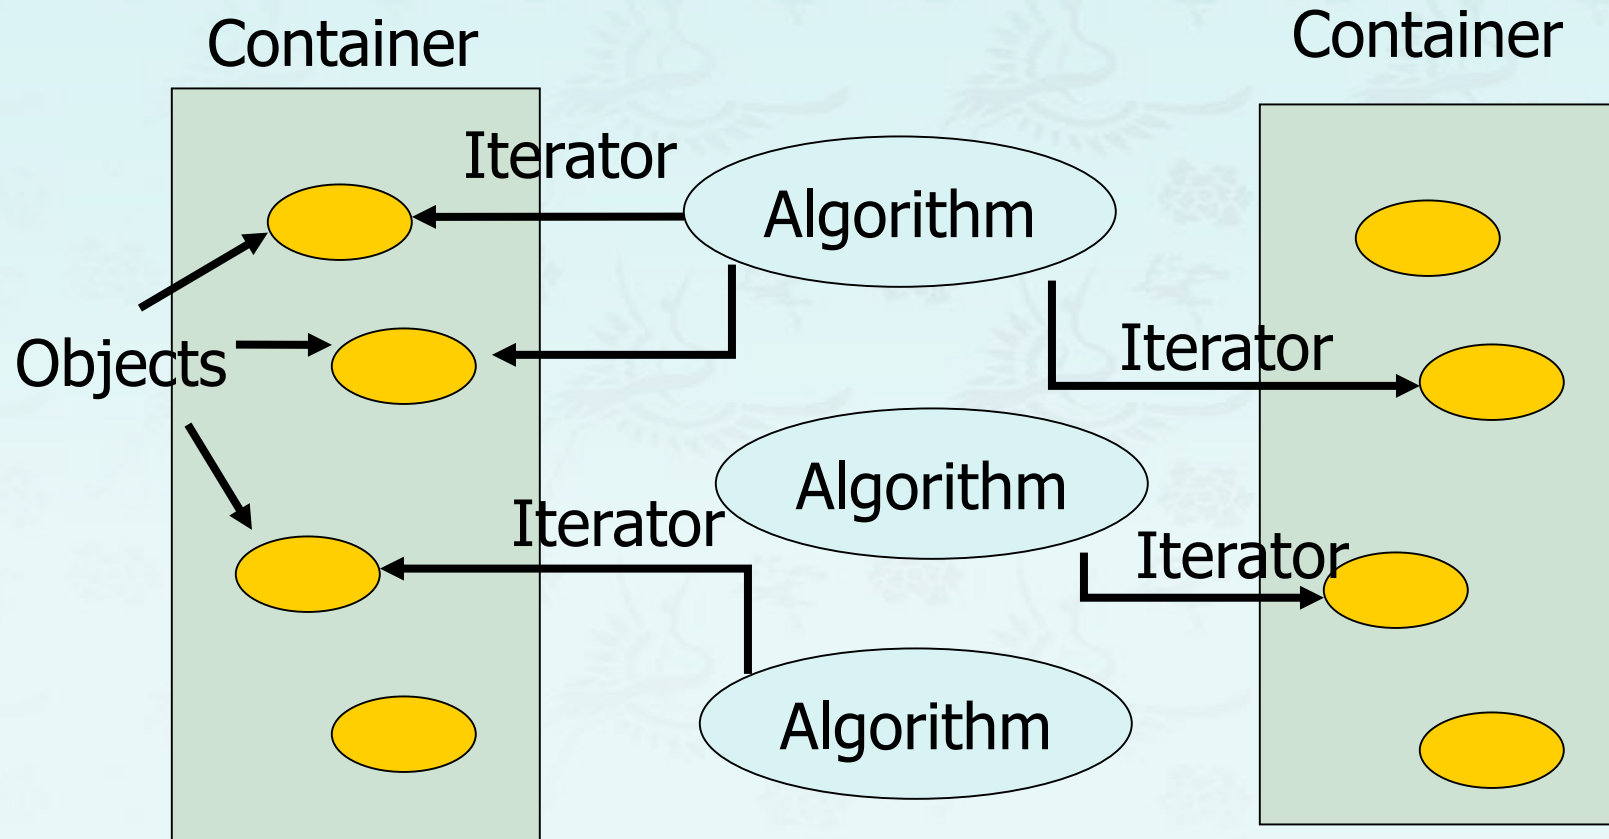 Container
Container
Iterator
Algorithm
Objects
Iterator
Algorithm
Iterator
Iterator
Algorithm